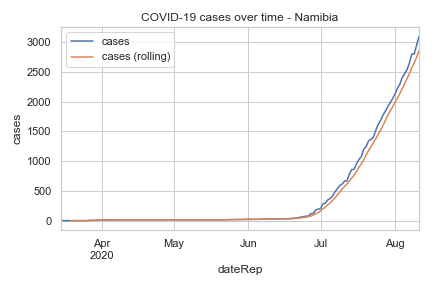 COVID-19 cases over time - Namibia
cases
cases (rolling)
3000
2500
2000
1500
1000
500
0
cases
Apr
2020
May
Jun
Jul
Aug
dateRep